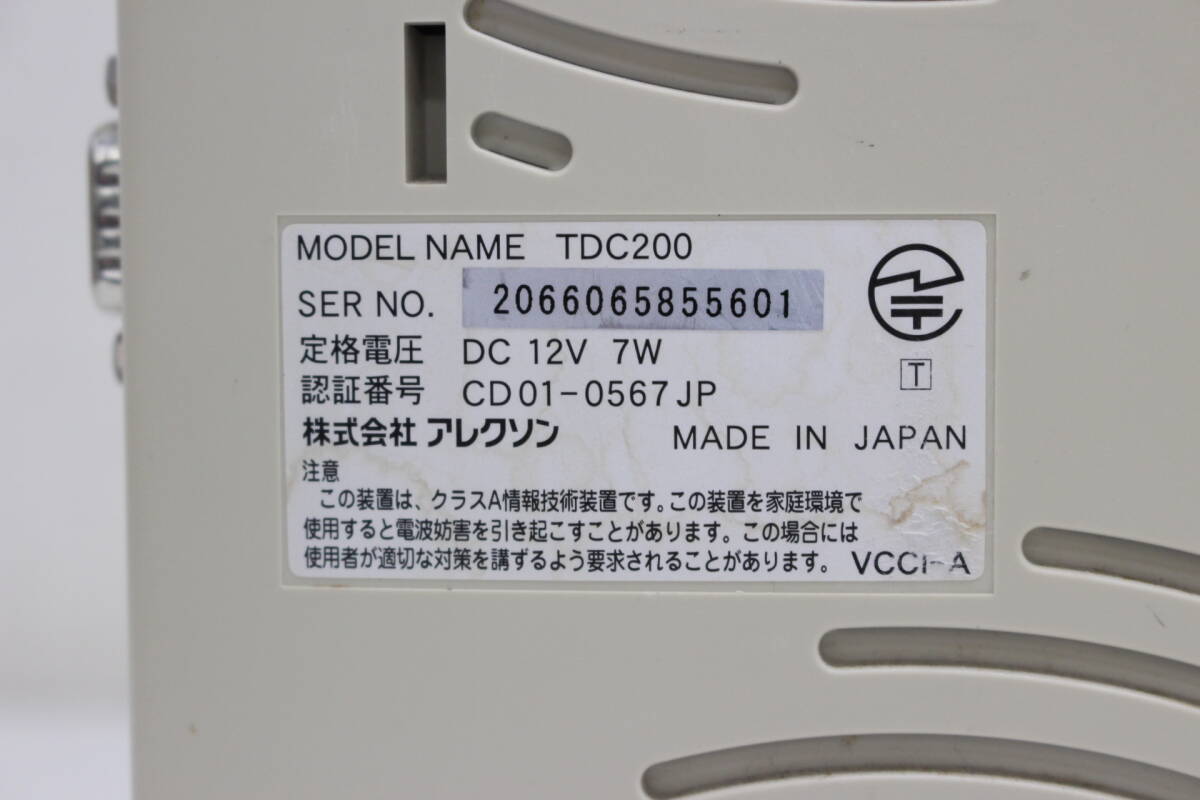 MODEL NAME TDC200
SER NO. 2066065855601
定格電圧 DC 12V 7W
認証番号 CD01-0567JP
株式会社 アレクソン MADE IN JAPAN
T
注意
この装置は、クラスA情報技術装置です。この装置を家庭環境で
使用すると電波妨害を引き起こすことがあります。この場合には
使用者が適切な対策を講ずるよう要求されることがあります。 VCCI-A